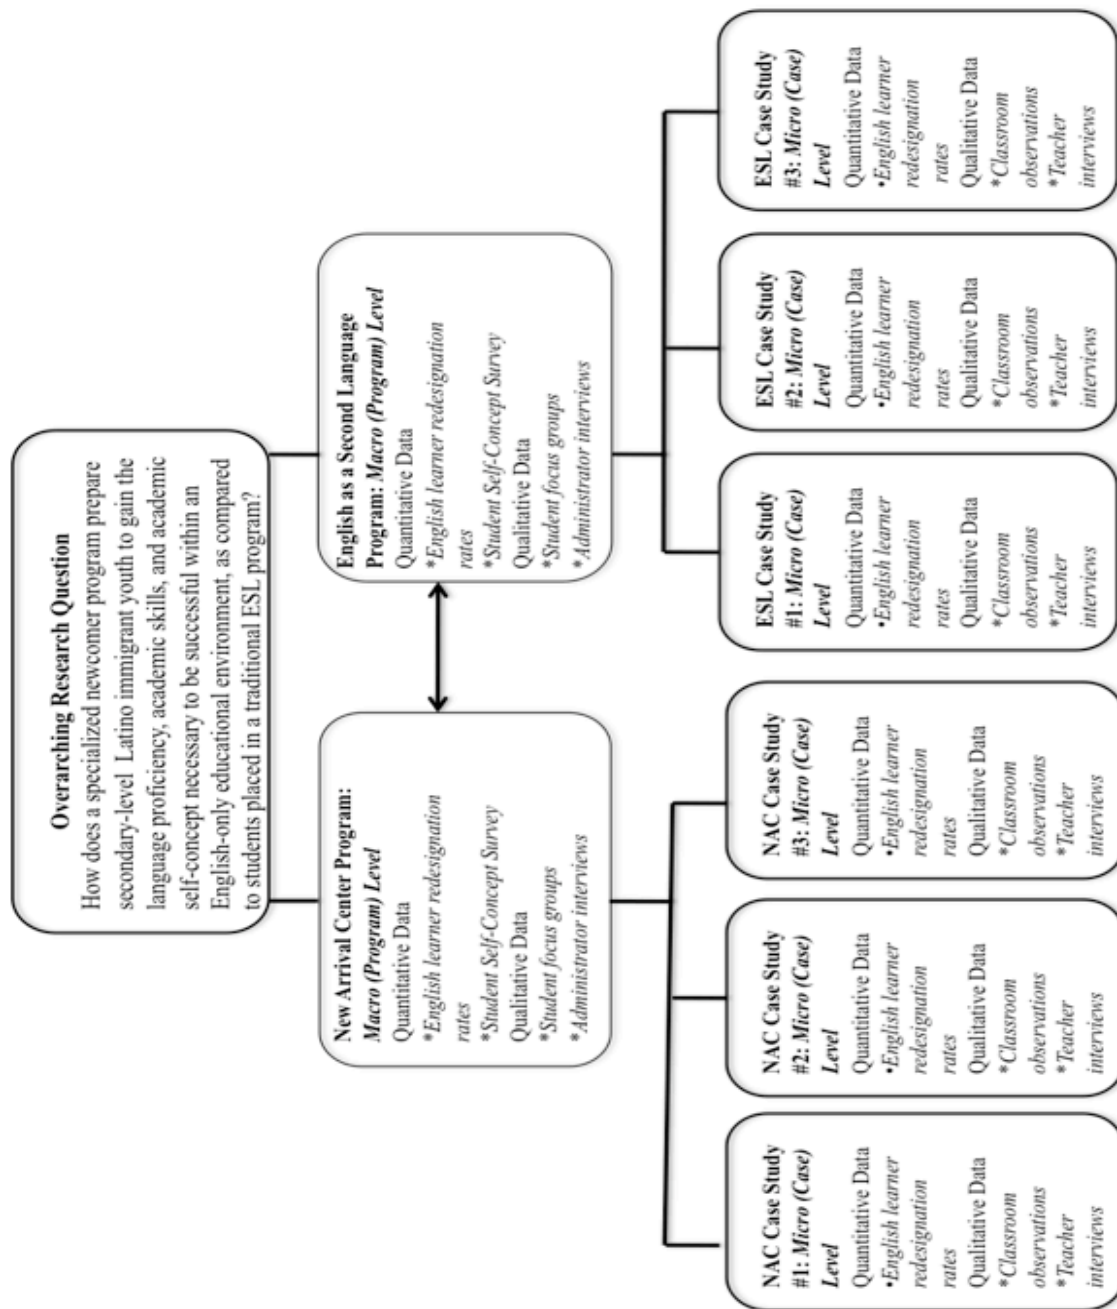 Overarching Research Question
How does a specialized newcomer program prepare
secondary-level Latino immigrant youth to gain the
language proficiency, academic skills, and academic
self-concept necessary to be successful within an
English-only educational environment, as compared
to students placed in a traditional ESL program?
New Arrival Center Program:
Macro (Program) Level
Quantitative Data
*English learner redesignation
rates
*Student Self-Concept Survey
Qualitative Data
*Student focus groups
*Administrator interviews
English as a Second Language
Program: Macro (Program) Level
Quantitative Data
*English learner redesignation
rates
*Student Self-Concept Survey
Qualitative Data
*Student focus groups
*Administrator interviews
NAC Case Study
#1: Micro (Case)
Level
Quantitative Data
•English learner
redesignation
rates
Qualitative Data
*Classroom
observations
*Teacher
interviews
NAC Case Study
#2: Micro (Case)
Level
Quantitative Data
•English learner
redesignation
rates
Qualitative Data
*Classroom
observations
*Teacher
interviews
NAC Case Study
#3: Micro (Case)
Level
Quantitative Data
•English learner
redesignation
rates
Qualitative Data
*Classroom
observations
*Teacher
interviews
ESL Case Study
#1: Micro (Case)
Level
Quantitative Data
•English learner
redesignation
rates
Qualitative Data
*Classroom
observations
*Teacher
interviews
ESL Case Study
#2: Micro (Case)
Level
Quantitative Data
•English learner
redesignation
rates
Qualitative Data
*Classroom
observations
*Teacher
interviews
ESL Case Study
#3: Micro (Case)
Level
Quantitative Data
•English learner
redesignation
rates
Qualitative Data
*Classroom
observations
*Teacher
interviews